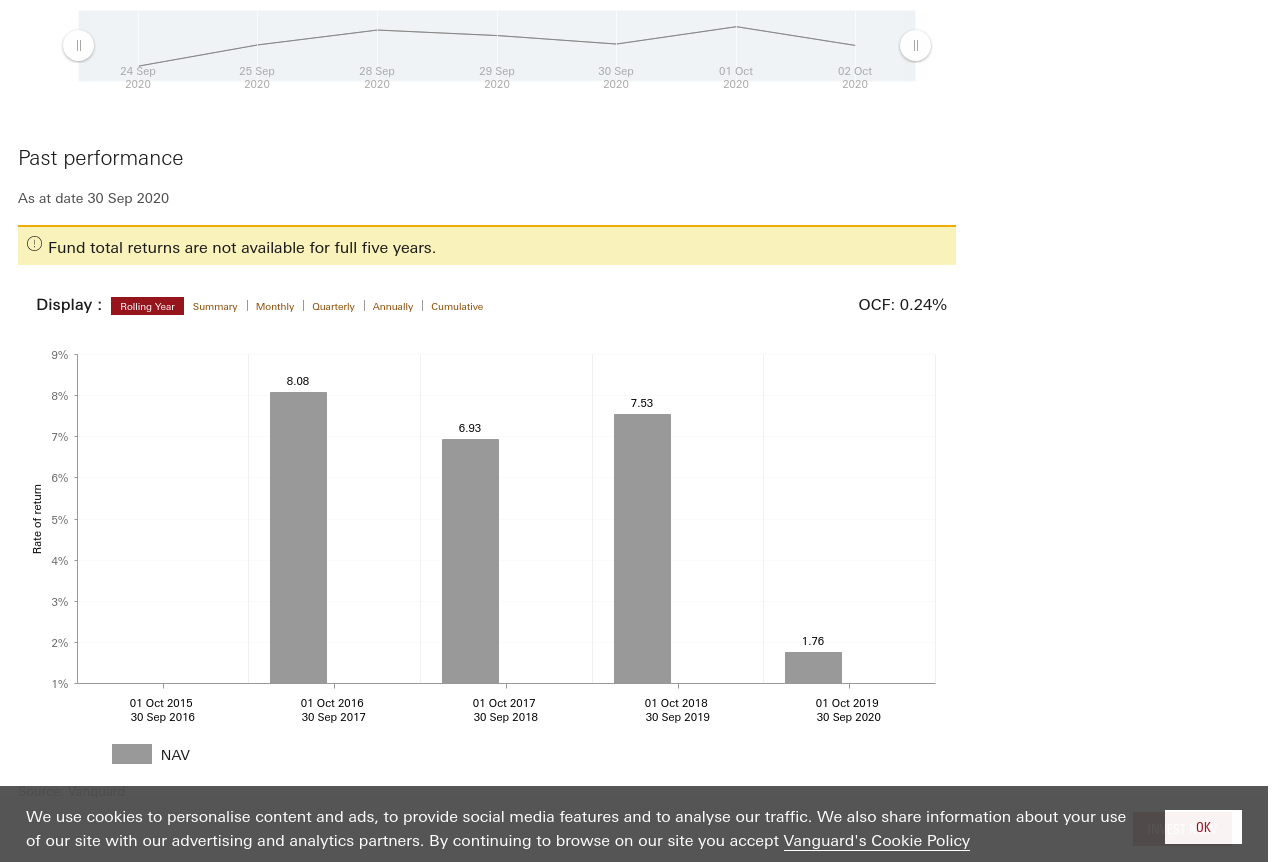 24 Sep 25 Sep 28 Sep 29 Sep 30 Sep 01 Oct 02 Oct
2020 2020 2020 2020 2020 2020 2020
Past performance
As at date 30 Sep 2020
Fund total returns are not available for full five years.
Display : Rolling Year Summary Monthly Quarterly Annually Cumulative OCF: 0.24%
9%
8.08
8%
7.53
7%
6.93
6%
5%
Rate of return
4%
3%
2%
1.76
1%
01 Oct 2015 01 Oct 2016 01 Oct 2017 01 Oct 2018 01 Oct 2019
30 Sep 2016 30 Sep 2017 30 Sep 2018 30 Sep 2019 30 Sep 2020
NAV
Source: Vanguard
We use cookies to personalise content and ads, to provide social media features and to analyse our traffic. We also share information about your use
of our site with our advertising and analytics partners. By continuing to browse on our site you accept Vanguard's Cookie Policy
OK